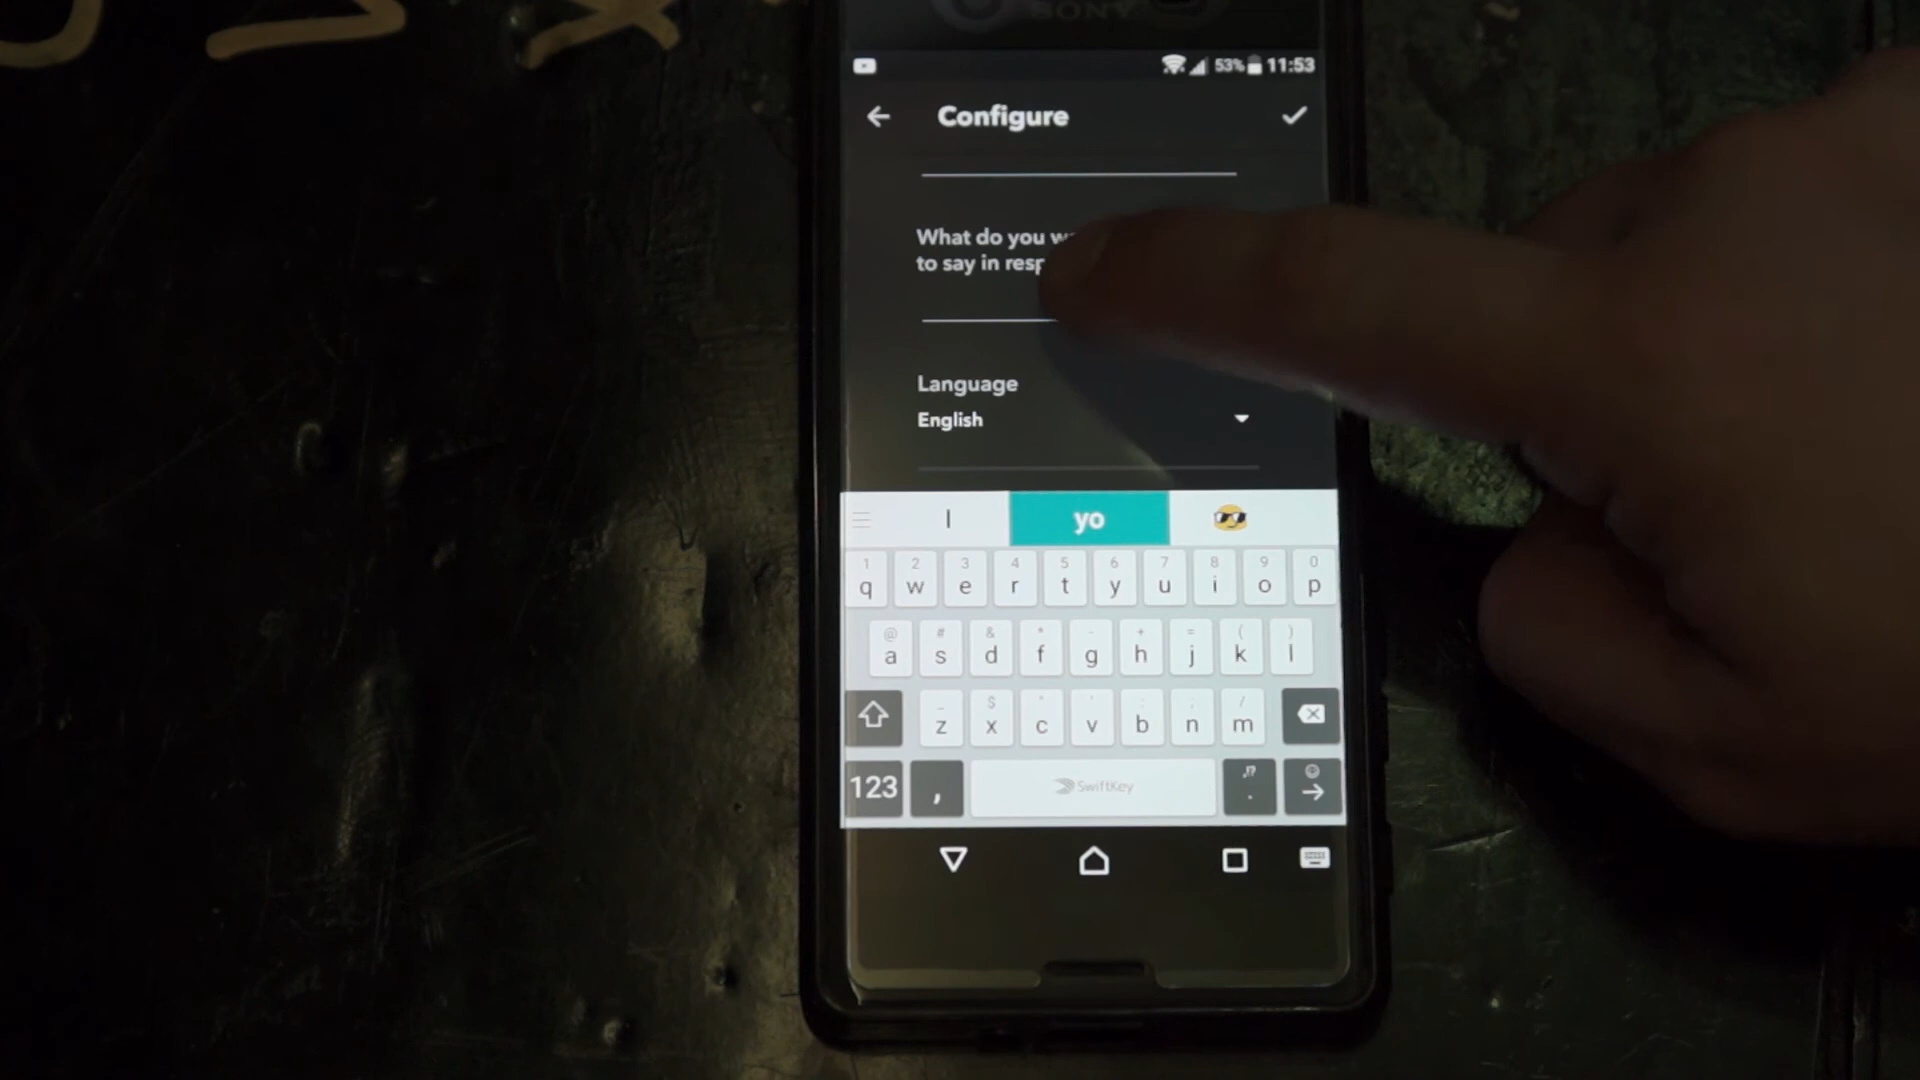 SONY
53% 11:53
Configure
What do you
to say in
Language
English
I yo
1 2 3 4 5 6 7 8 9 0
q w e r t y u i o p
@ # & * - + = ( )
a s d f g h j k l
z x c v b n m
123 , SwiftKey .